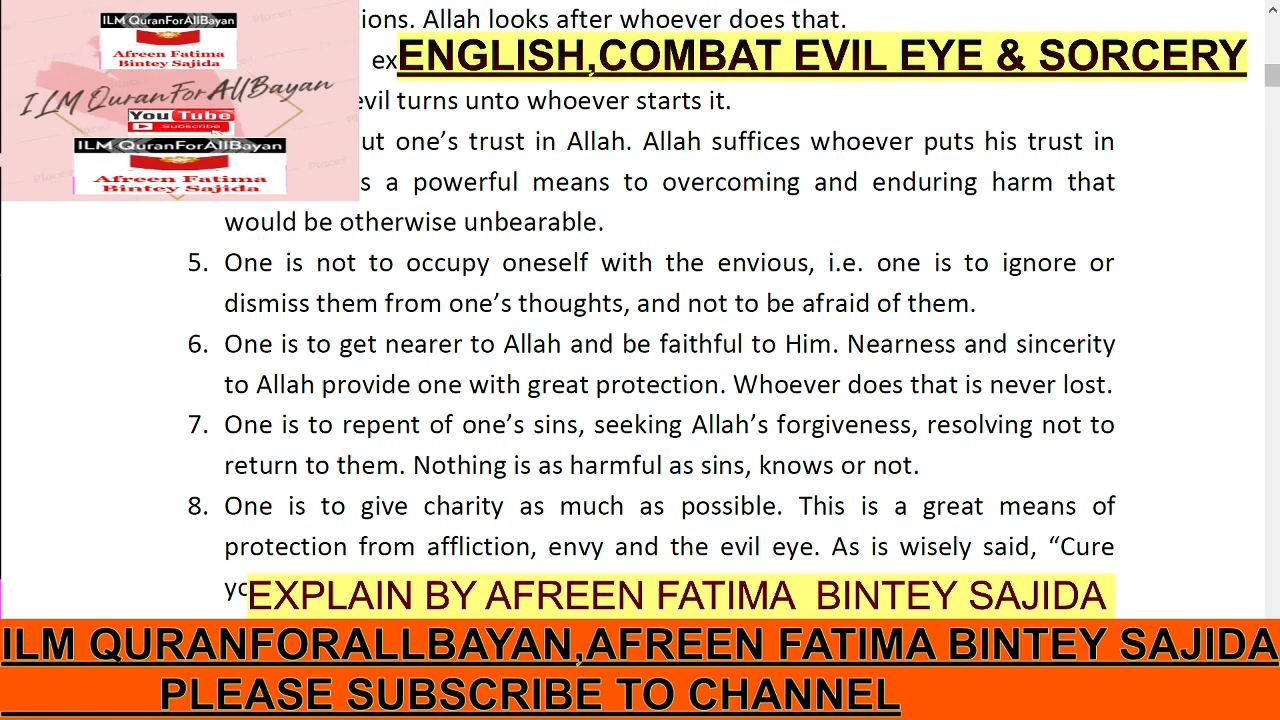 ILM QuranForAllBayan
Afreen Fatima
Bintey Sajida
ILM QuranForAllBayan
YouTube
Subscribe
ILM QuranForAllBayan
Afreen Fatima
Bintey Sajida
ions. Allah looks after whoever does that.
ex
ENGLISH,COMBAT EVIL EYE & SORCERY
evil turns unto whoever starts it.
ut one’s trust in Allah. Allah suffices whoever puts his trust in
s a powerful means to overcoming and enduring harm that
would be otherwise unbearable.
5. One is not to occupy oneself with the envious, i.e. one is to ignore or
dismiss them from one’s thoughts, and not to be afraid of them.
6. One is to get nearer to Allah and be faithful to Him. Nearness and sincerity
to Allah provide one with great protection. Whoever does that is never lost.
7. One is to repent of one’s sins, seeking Allah’s forgiveness, resolving not to
return to them. Nothing is as harmful as sins, knows or not.
8. One is to give charity as much as possible. This is a great means of
protection from affliction, envy and the evil eye. As is wisely said, “Cure
EXPLAIN BY AFREEN FATIMA BINTEY SAJIDA
ILM QURANFORALLBAYAN,AFREEN FATIMA BINTEY SAJIDA
PLEASE SUBSCRIBE TO CHANNEL